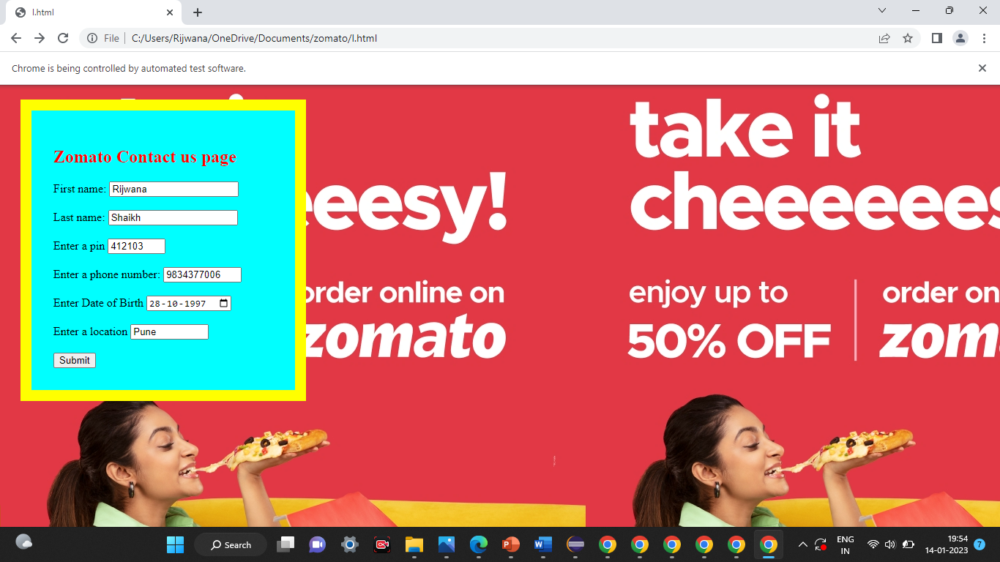 l.html
File
C:/Users/Rijwana/OneDrive/Documents/zomato/l.html
Chrome is being controlled by automated test software.
Zomato Contact us page
First name: Rijwana
Last name: Shaikh
Enter a pin 412103
Enter a phone number: 9834377006
Enter Date of Birth 28-10-1997
Enter a location Pune
Submit
eeesy!
order online on
zomato
take it
cheeeeeees
enjoy up to
50% OFF
order on
zom
Search
ENG
IN
19:54
14-01-2023
7